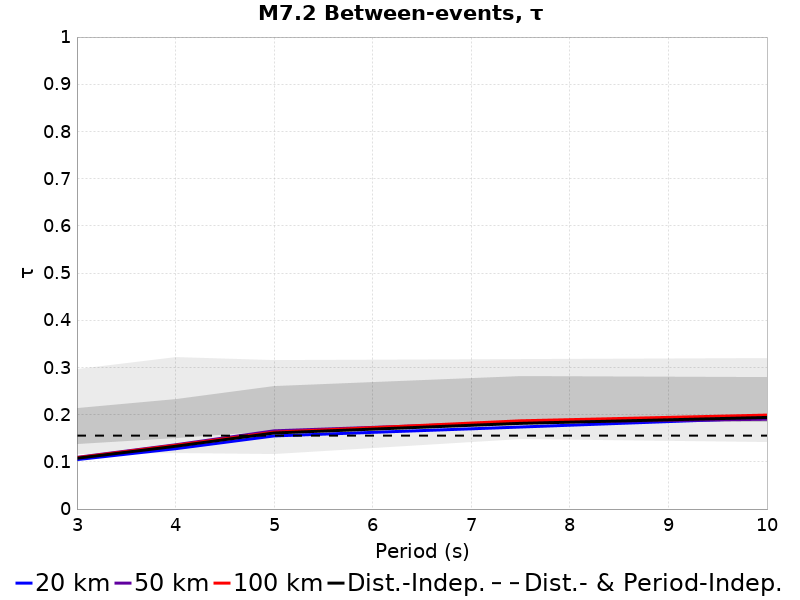 M7.2 Between-events, τ
1
0.9
0.8
0.7
0.6
0.5
0.4
0.3
0.2
0.1
0
τ
3 4 5 6 7 8 9 10
Period (s)
20 km 50 km 100 km Dist.-Indep. Dist.- & Period-Indep.